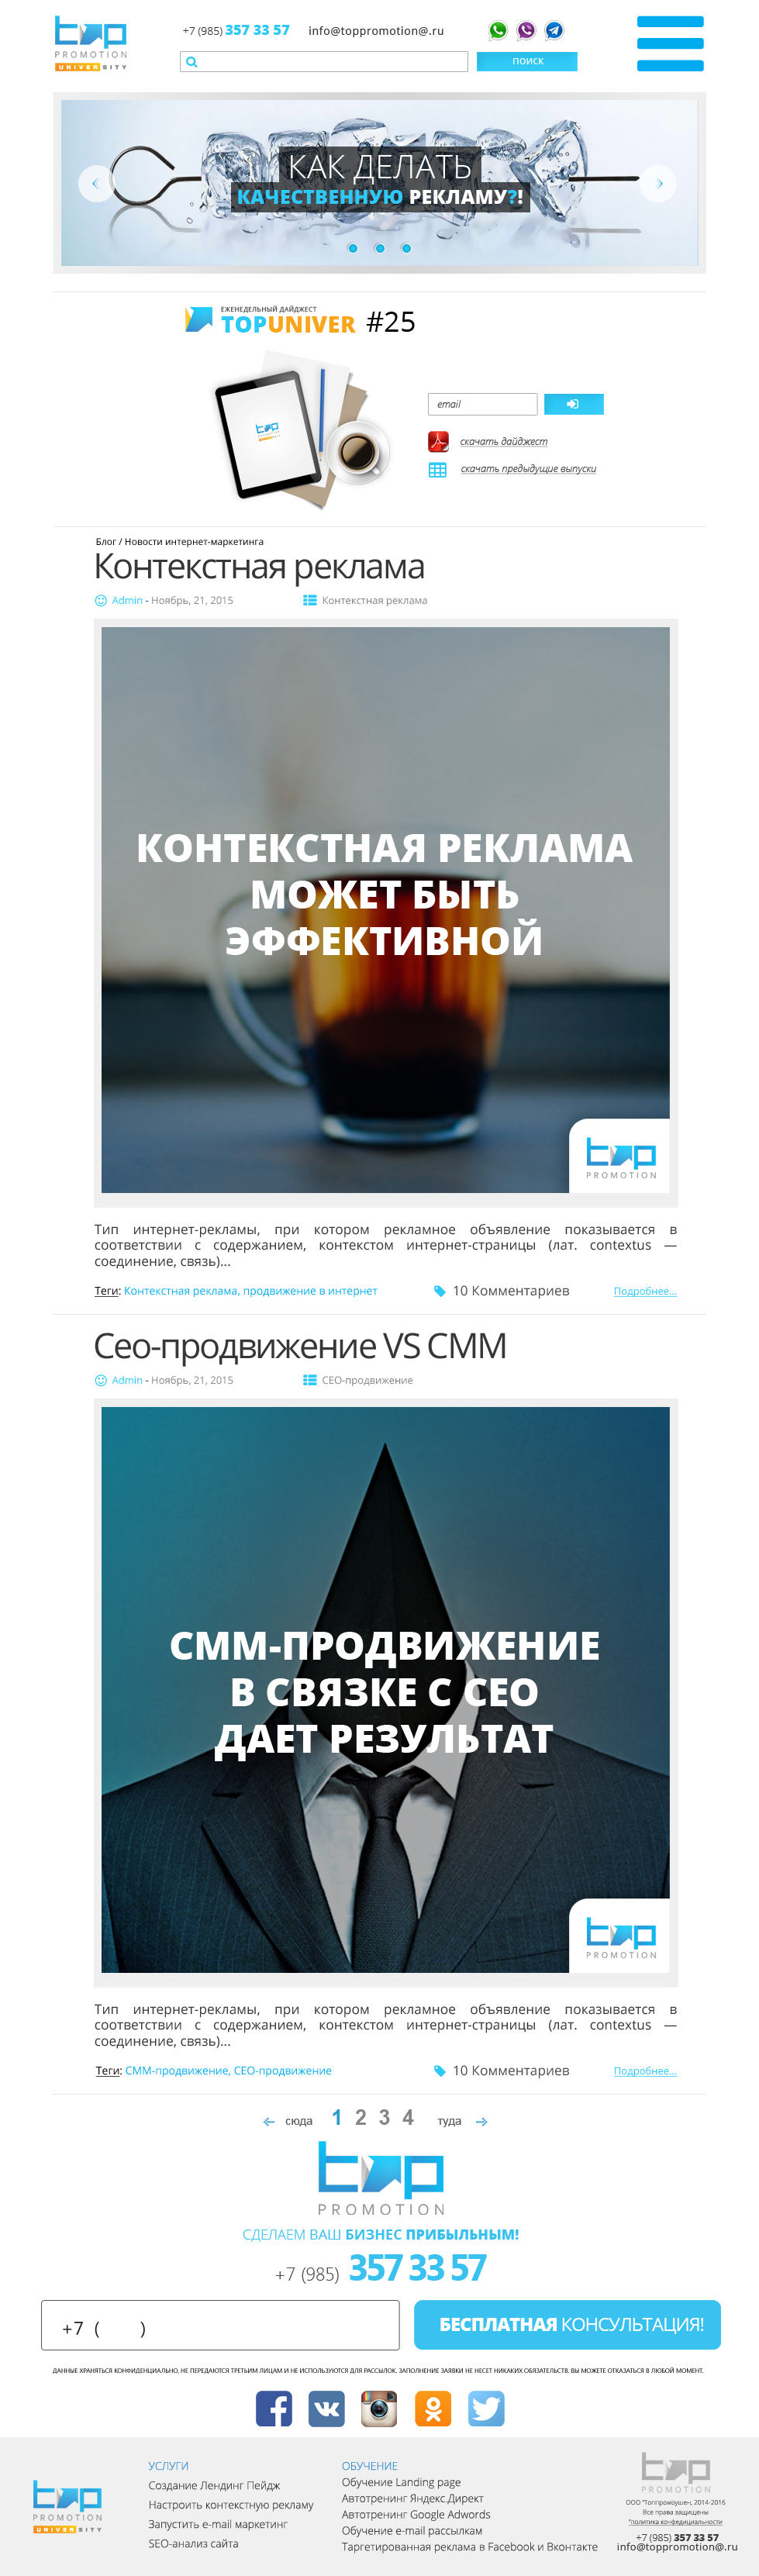 top
PROMOTION
UNIVERSITY
+7 (985) 357 33 57
info@toppromotion@.ru
ПОИСК
КАК ДЕЛАТЬ
КАЧЕСТВЕННУЮ РЕКЛАМУ?!
ЕЖЕНЕДЕЛЬНЫЙ ДАЙДЖЕСТ
TOPUNIVER #25
email
скачать дайджест
скачать предыдущие выпуски
Блог / Новости интернет-маркетинга
Контекстная реклама
Admin - Ноябрь, 21, 2015
Контекстная реклама
КОНТЕКСТНАЯ РЕКЛАМА
МОЖЕТ БЫТЬ
ЭФФЕКТИВНОЙ
top
PROMOTION
Тип интернет-рекламы, при котором рекламное объявление показывается в
соответствии с содержанием, контекстом интернет-страницы (лат. contextus —
соединение, связь)...
Теги: Контекстная реклама, продвижение в интернет
10 Комментариев
Подробнее...
Сео-продвижение VS СММ
Admin - Ноябрь, 21, 2015
СЕО-продвижение
СММ-ПРОДВИЖЕНИЕ
В СВЯЗКЕ С СЕО
ДАЕТ РЕЗУЛЬТАТ
top
PROMOTION
Тип интернет-рекламы, при котором рекламное объявление показывается в
соответствии с содержанием, контекстом интернет-страницы (лат. contextus —
соединение, связь)...
Теги: СММ-продвижение, СЕО-продвижение
10 Комментариев
Подробнее...
сюда 1 2 3 4 туда
top
PROMOTION
СДЕЛАЕМ ВАШ БИЗНЕС ПРИБЫЛЬНЫМ!
+7 (985) 357 33 57
+7 ( )
БЕСПЛАТНАЯ КОНСУЛЬТАЦИЯ!
ДАННЫЕ ХРАНЯТЬСЯ КОНФИДЕНЦИАЛЬНО, НЕ ПЕРЕДАЮТСЯ ТРЕТЬИМ ЛИЦАМ И НЕ ИСПОЛЬЗУЮТСЯ ДЛЯ РАССЫЛОК. ЗАПОЛНЕНИЕ ЗАЯВКИ НЕ НЕСЕТ НИКАКИХ ОБЯЗАТЕЛЬСТВ, ВЫ МОЖЕТЕ ОТКАЗАТЬСЯ В ЛЮБОЙ МОМЕНТ.
top
PROMOTION
UNIVERSITY
УСЛУГИ
Создание Лендинг Пейдж
Настроить контекстную рекламу
Запустить e-mail маркетинг
SEO-анализ сайта
ОБУЧЕНИЕ
Обучение Landing page
Автотренинг Яндекс.Директ
Автотренинг Google Adwords
Обучение e-mail рассылкам
Таргетированная реклама в Facebook и Вконтакте
top
PROMOTION
ООО "Топпромоушен, 2014-2016
Все права защищены
"политика конфедициальности
+7 (985) 357 33 57
info@toppromotion@.ru